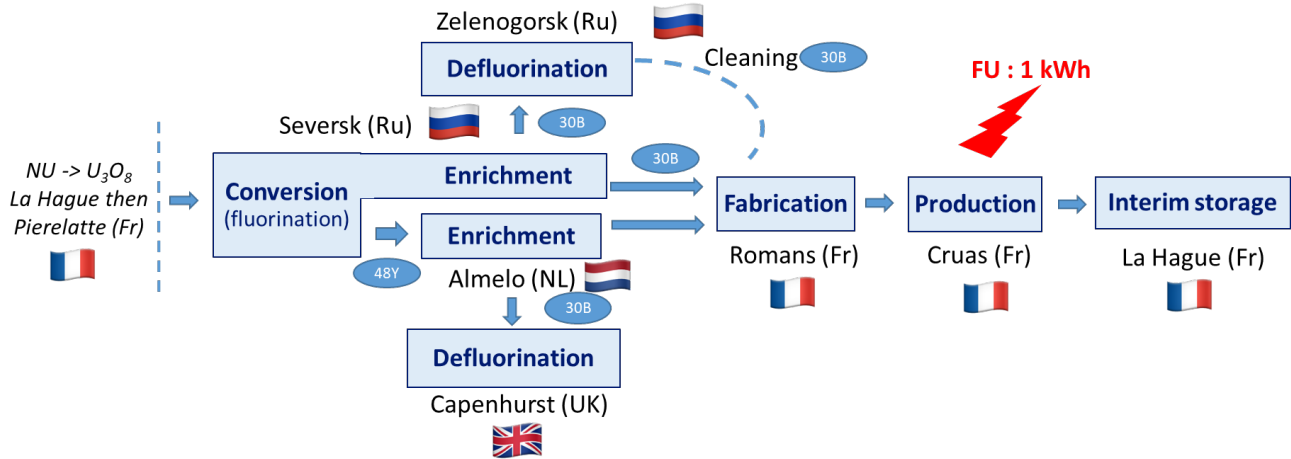 Zelenogorsk (Ru)
Defluorination
Cleaning
30B
FU : 1 kWh
Seversk (Ru)
30B
NU -> U₃O₈
La Hague then
Pierelatte (Fr)
Conversion
(fluorination)
Enrichment
30B
48Y
Enrichment
Almelo (NL)
30B
Defluorination
Capenhurst (UK)
Fabrication
Romans (Fr)
Production
Cruas (Fr)
Interim storage
La Hague (Fr)